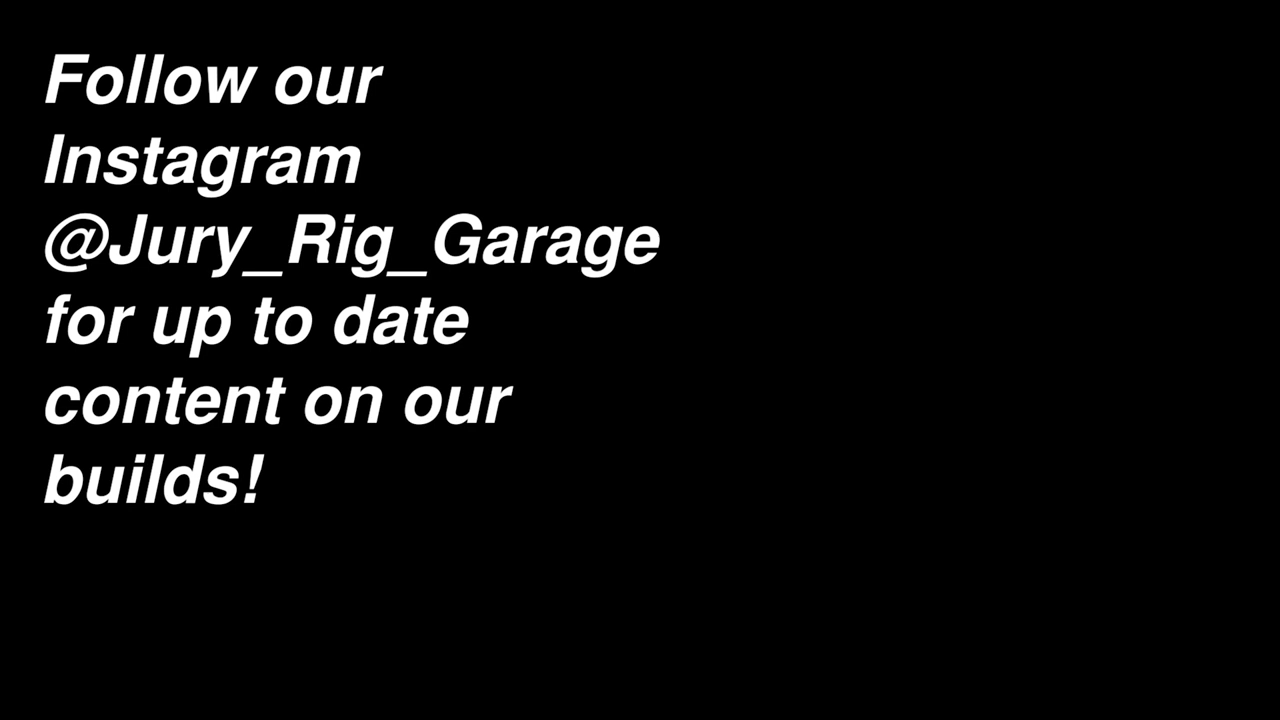 Follow our
Instagram
@Jury_Rig_Garage
for up to date
content on our
builds!